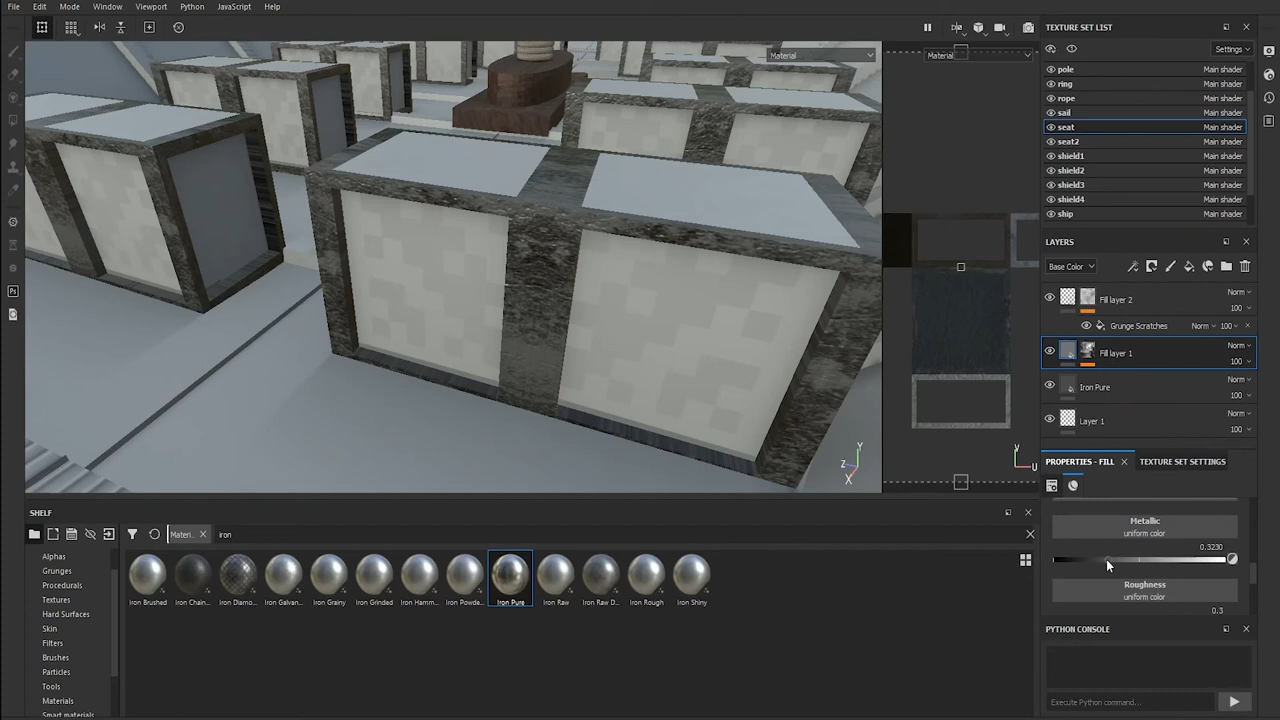 File Edit Mode Window Viewport Python JavaScript Help
TEXTURE SET LIST
Material
Material
Settings
pole Main shader
ring Main shader
rope Main shader
sail Main shader
seat Main shader
seat2 Main shader
shield1 Main shader
shield2 Main shader
shield3 Main shader
shield4 Main shader
ship Main shader
LAYERS
Base Color
Fill layer 2 Norm 100
Grunge Scratches Norm 100
Fill layer 1 Norm 100
Iron Pure Norm 100
Layer 1 Norm 100
Y
Z
X
U
PROPERTIES - FILL TEXTURE SET SETTINGS
Metallic
uniform color
0.3230
Roughness
uniform color
0.3
SHELF
Materi... iron
Alphas
Grunges
Procedurals
Textures
Hard Surfaces
Skin
Filters
Brushes
Particles
Tools
Materials
Smart materials
Iron Brushed Iron Chain... Iron Diamo... Iron Galvan... Iron Grainy Iron Grinded Iron Hamm... Iron Powde... Iron Pure Iron Raw Iron Raw D... Iron Rough Iron Shiny
PYTHON CONSOLE
Execute Python command...